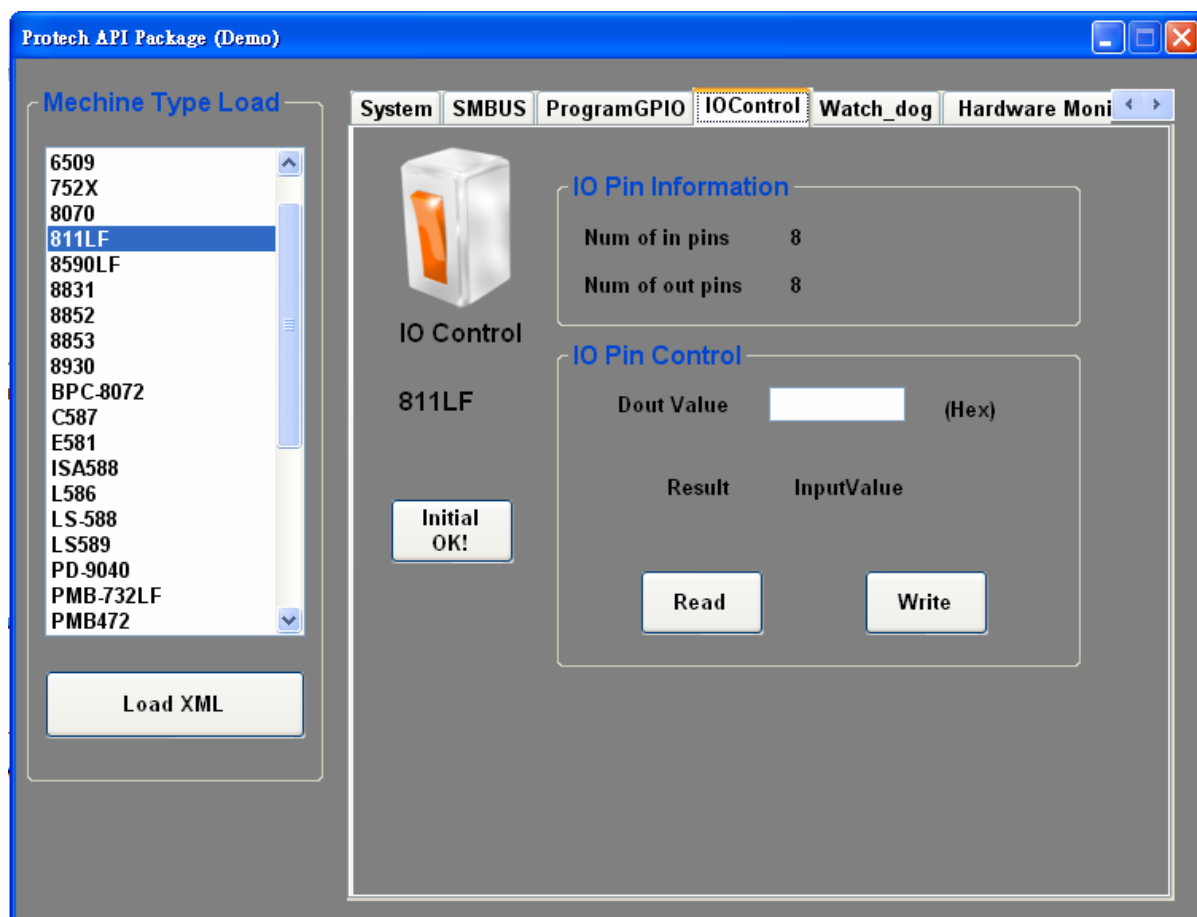 Protech API Package (Demo)
Mechine Type Load
6509
752X
8070
811LF
8590LF
8831
8852
8853
8930
BPC-8072
C587
E581
ISA588
L586
LS-588
LS589
PD-9040
PMB-732LF
PMB472
Load XML
System SMBUS ProgramGPIO IOControl Watch_dog Hardware Moni
IO Control
811LF
Initial
OK!
IO Pin Information
Num of in pins 8
Num of out pins 8
IO Pin Control
Dout Value (Hex)
Result InputValue
Read Write